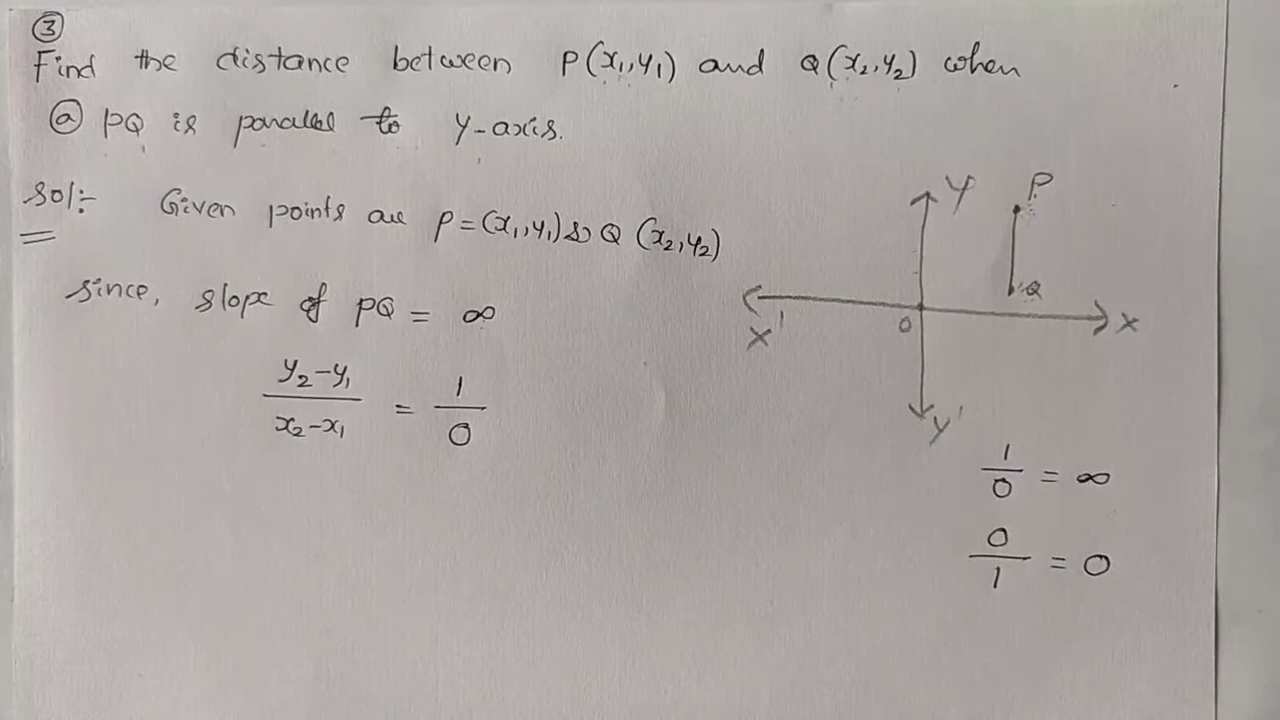 ③
Find the distance between P(x₁,y₁) and Q(x₂,y₂) when
ⓐ PQ is parallel to y-axis.
Sol:- Given points are P=(x₁,y₁) & Q (x₂,y₂)
since, slope of PQ = ∞
y₂-y₁ / x₂-x₁ = 1/0
Y
P
Q
X'
O
X
Y'
1/0 = ∞
0/1 = 0